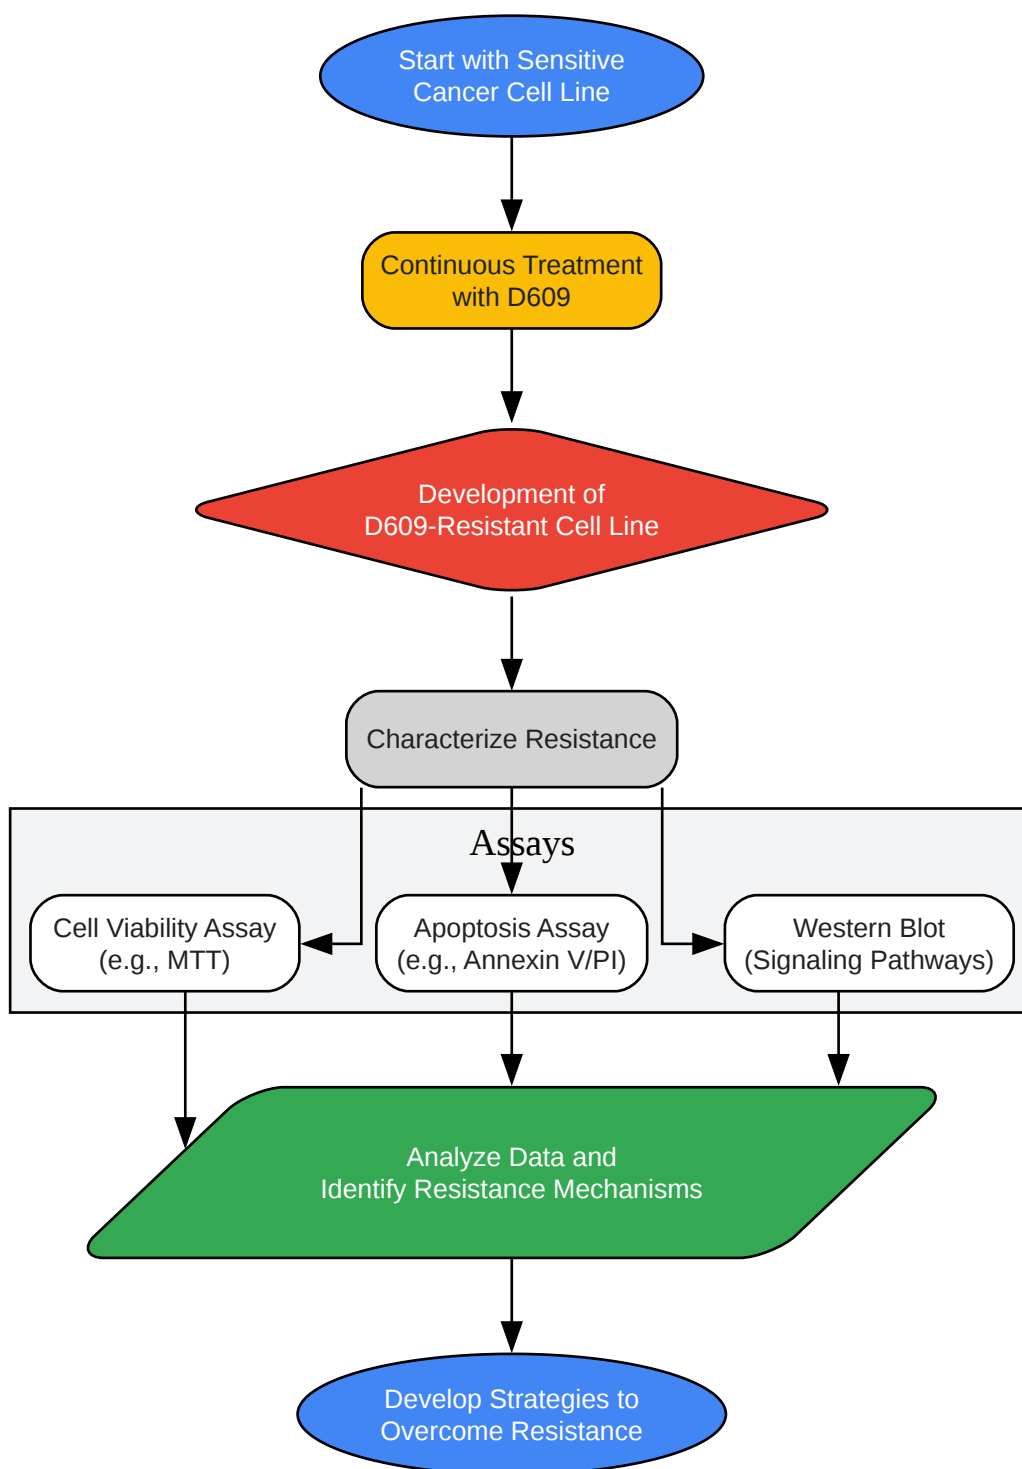 Start with Sensitive
Cancer Cell Line
Continuous Treatment
with D609
Development of
D609-Resistant Cell Line
Characterize Resistance
Assays
Cell Viability Assay
(e.g., MTT)
Apoptosis Assay
(e.g., Annexin V/PI)
Western Blot
(Signaling Pathways)
Analyze Data and
Identify Resistance Mechanisms
Develop Strategies to
Overcome Resistance